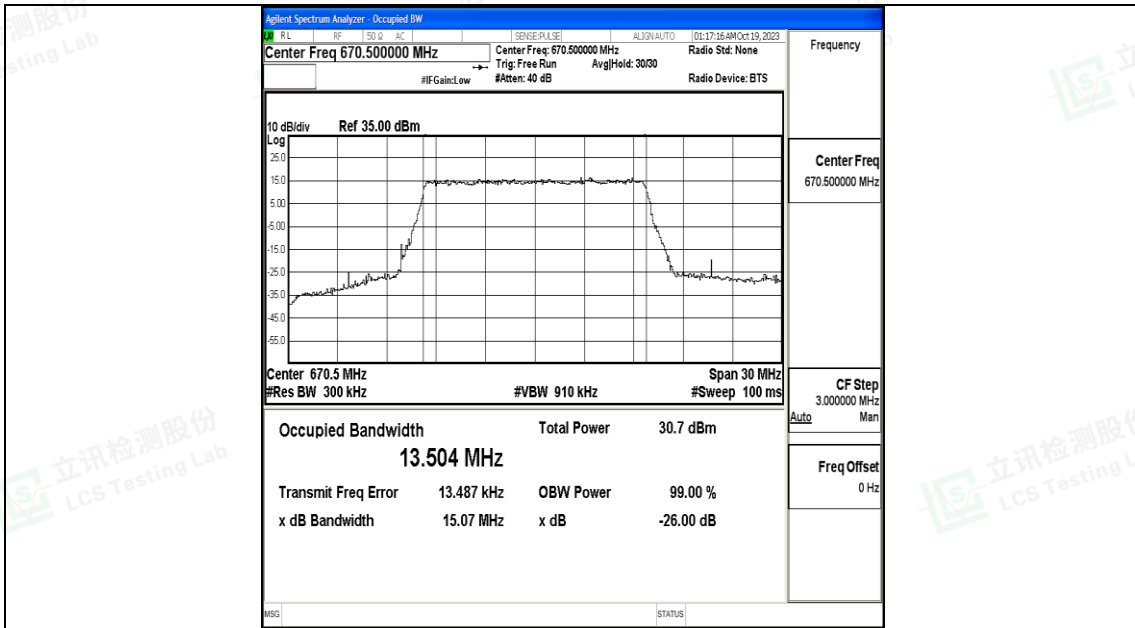 Agilent Spectrum Analyzer - Occupied BW
RL RF 50 Ω AC SENSE:PULSE ALIGN AUTO 01:17:16 AM Oct 19, 2023
Center Freq 670.500000 MHz
Center Freq: 670.500000 MHz
Radio Std: None
Trig: Free Run Avg|Hold: 30/30
#IFGain:Low #Atten: 40 dB Radio Device: BTS
Frequency
10 dB/div Ref 35.00 dBm
Log
25.0
15.0
5.00
-5.00
-15.0
-25.0
-35.0
-45.0
-55.0
Center 670.5 MHz Span 30 MHz
#Res BW 300 kHz #VBW 910 kHz #Sweep 100 ms
Center Freq
670.500000 MHz
CF Step
3.000000 MHz
Auto Man
Freq Offset
0 Hz
Occupied Bandwidth Total Power 30.7 dBm
13.504 MHz
Transmit Freq Error 13.487 kHz OBW Power 99.00 %
x dB Bandwidth 15.07 MHz x dB -26.00 dB
MSG STATUS
测股份
esting Lab
立
立讯检测股份
LCS Testing Lab
立讯检测股份
LCS Testing L